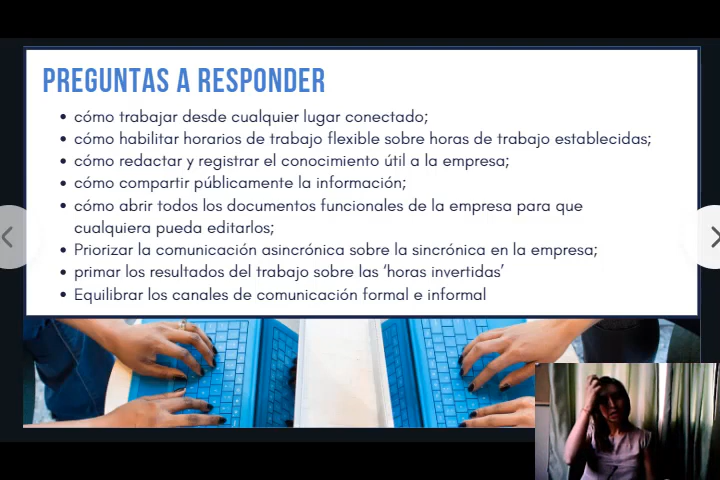 PREGUNTAS A RESPONDER
• cómo trabajar desde cualquier lugar conectado;
• cómo habilitar horarios de trabajo flexible sobre horas de trabajo establecidas;
• cómo redactar y registrar el conocimiento útil a la empresa;
• cómo compartir públicamente la información;
• cómo abrir todos los documentos funcionales de la empresa para que
cualquiera pueda editarlos;
• Priorizar la comunicación asincrónica sobre la sincrónica en la empresa;
• primar los resultados del trabajo sobre las ‘horas invertidas’
• Equilibrar los canales de comunicación formal e informal